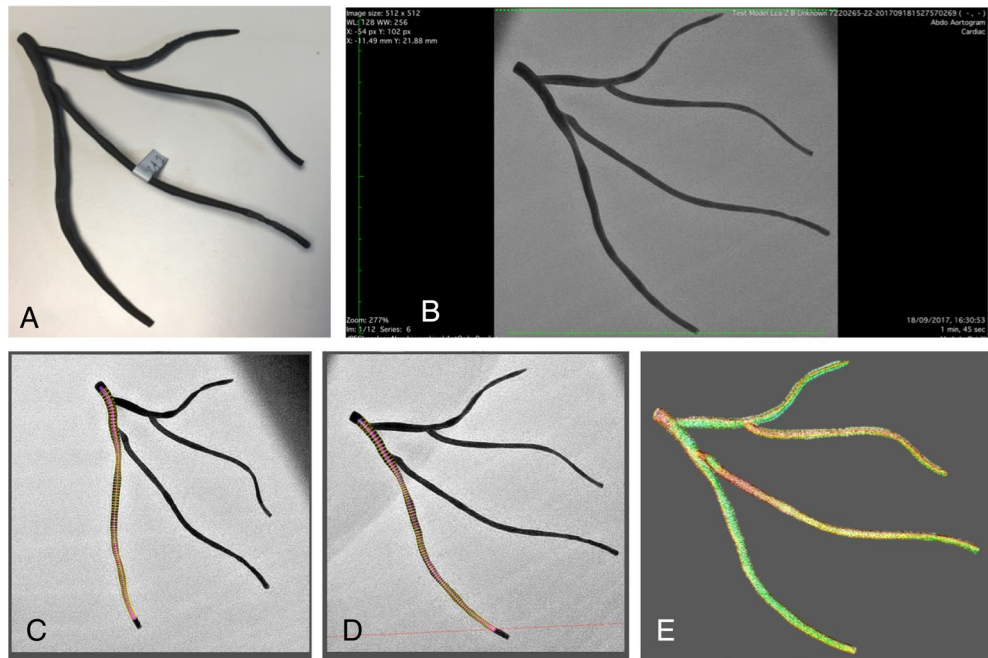 Image size: 512 x 512
WL: 128 WW: 256
X: -54 px Y: 102 px
X: -11.49 mm Y: 21.88 mm
Test Model Lca 2 B-Unknown 7220265-22-201709181527570269 ( -, - )
Abdo Aortogram
Cardiac
A
B
Zoom: 277%
Im: 1/12 Series: 6
18/09/2017, 16:30:53
1 min, 45 sec
C
D
E